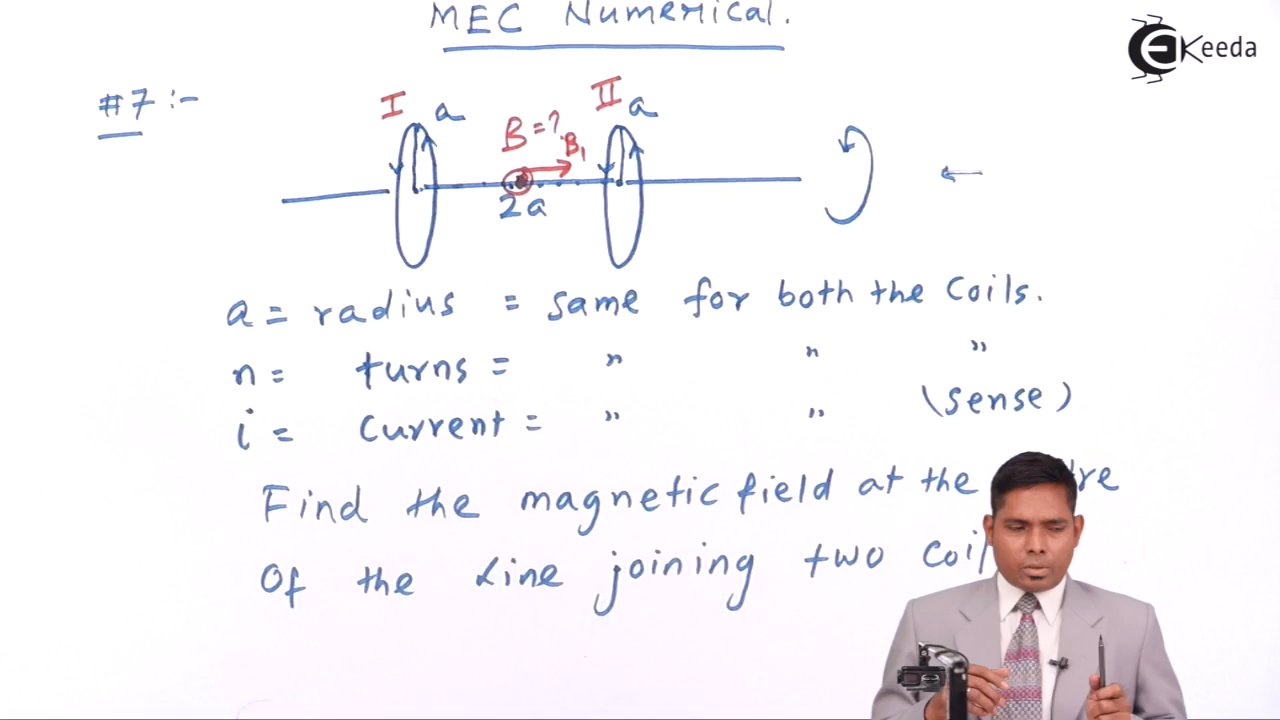 MEC Numerical.
EKeeda
#7 :-
I a II a
B = ?
B1
2a
a = radius = same for both the Coils.
n = turns = " " "
i = Current = " " (sense)
Find the magnetic field at the
Of the Line joining two